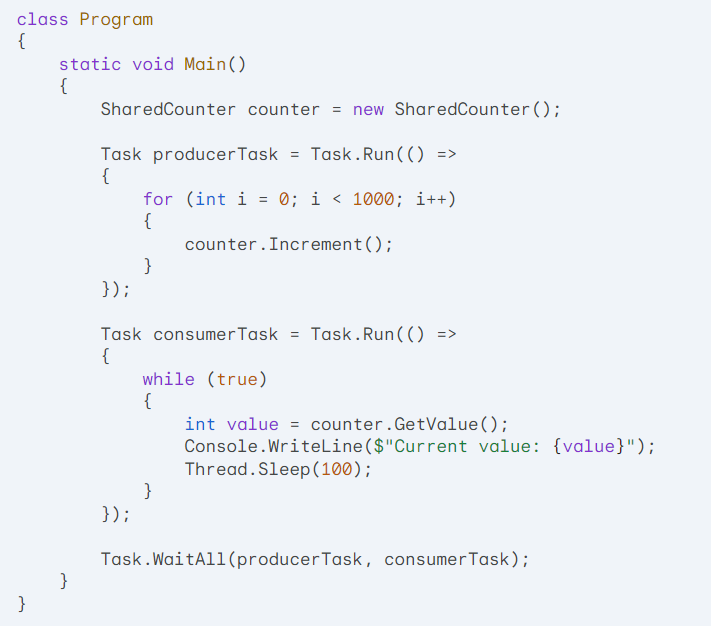 class Program
{
    static void Main()
    {
        SharedCounter counter = new SharedCounter();

        Task producerTask = Task.Run(() =>
        {
            for (int i = 0; i < 1000; i++)
            {
                counter.Increment();
            }
        });

        Task consumerTask = Task.Run(() =>
        {
            while (true)
            {
                int value = counter.GetValue();
                Console.WriteLine($"Current value: {value}");
                Thread.Sleep(100);
            }
        });

        Task.WaitAll(producerTask, consumerTask);
    }
}